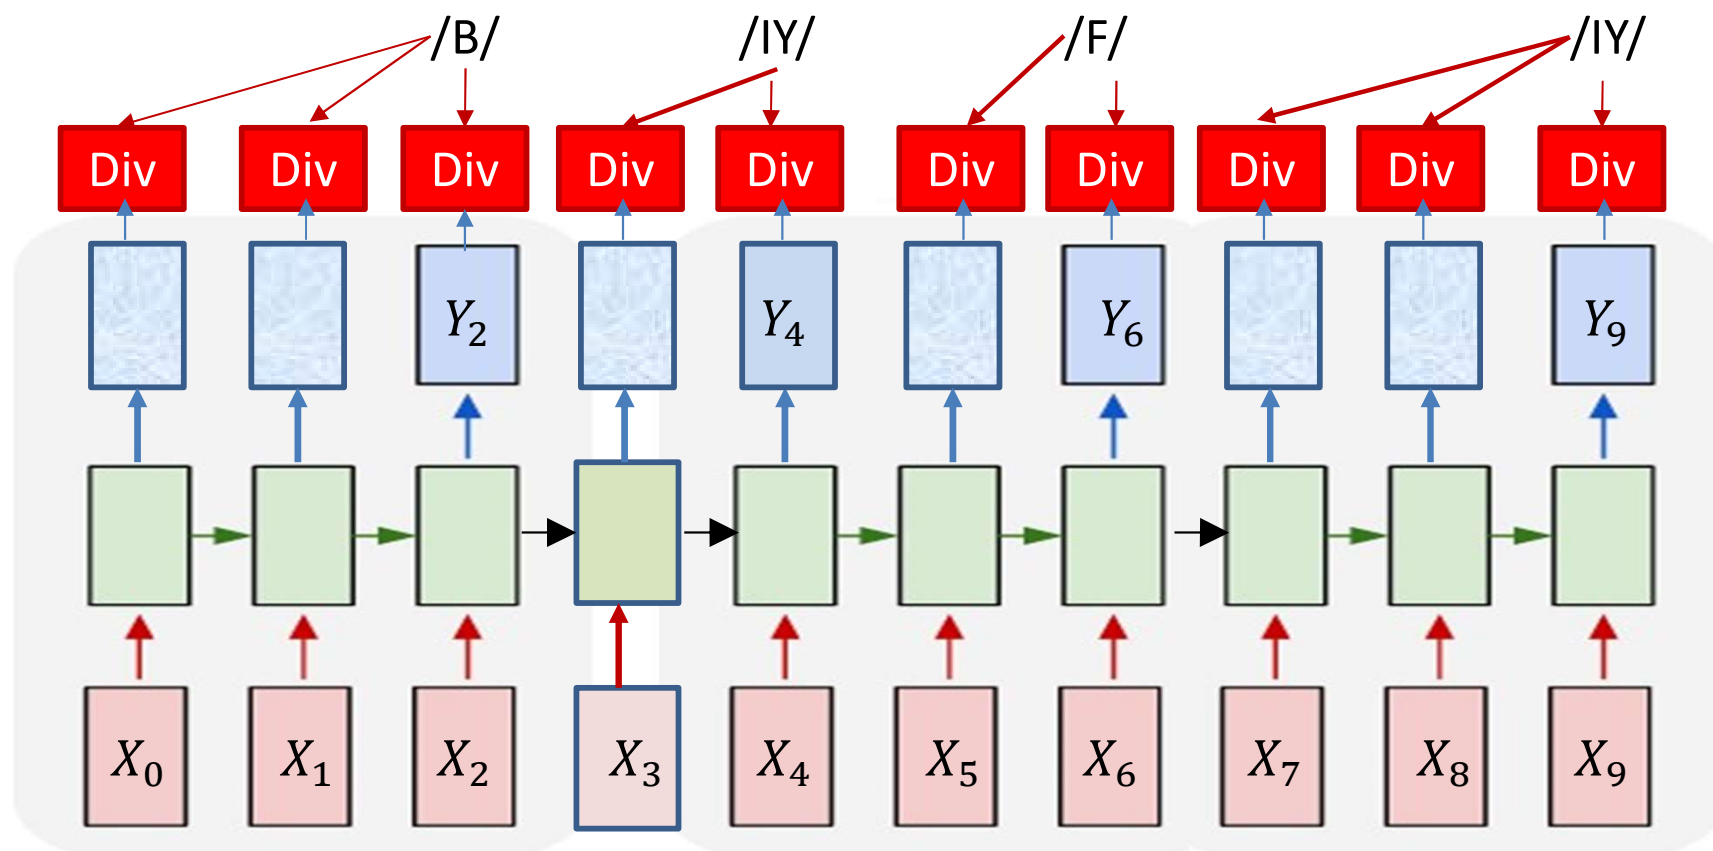 /B/ /IY/ /F/ /IY/
Div Div Div Div Div Div Div Div Div Div
Y₂ Y₄ Y₆ Y₉
X₀ X₁ X₂ X₃ X₄ X₅ X₆ X₇ X₈ X₉